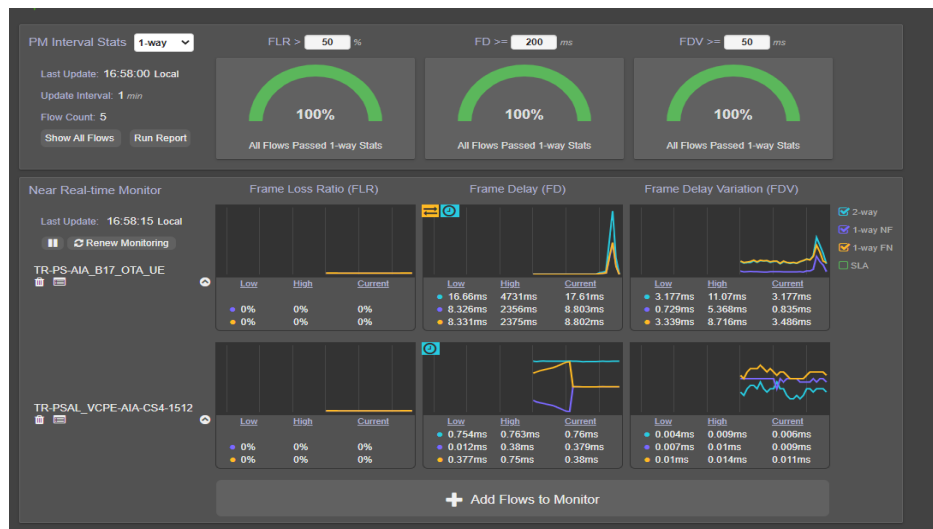 PM Interval Stats 1-way
FLR > 50 %
FD >= 200 ms
FDV >= 50 ms
Last Update: 16:58:00 Local
Update Interval: 1 min
Flow Count: 5
Show All Flows Run Report
100%
All Flows Passed 1-way Stats
100%
All Flows Passed 1-way Stats
100%
All Flows Passed 1-way Stats
Near Real-time Monitor
Frame Loss Ratio (FLR)
Frame Delay (FD)
Frame Delay Variation (FDV)
Last Update: 16:58:15 Local
Renew Monitoring
2-way
1-way NF
1-way FN
SLA
TR-PS-AIA_B17_OTA_UE
Low High Current
0% 0% 0%
0% 0% 0%
Low High Current
16.66ms 4731ms 17.61ms
8.326ms 2356ms 8.803ms
8.331ms 2375ms 8.802ms
Low High Current
3.177ms 11.07ms 3.177ms
0.729ms 5.368ms 0.835ms
3.339ms 8.716ms 3.486ms
TR-PSAL_VCPE-AIA-CS4-1512
Low High Current
0% 0% 0%
0% 0% 0%
Low High Current
0.754ms 0.763ms 0.76ms
0.012ms 0.38ms 0.379ms
0.377ms 0.75ms 0.38ms
Low High Current
0.004ms 0.009ms 0.006ms
0.007ms 0.01ms 0.009ms
0.01ms 0.014ms 0.011ms
Add Flows to Monitor